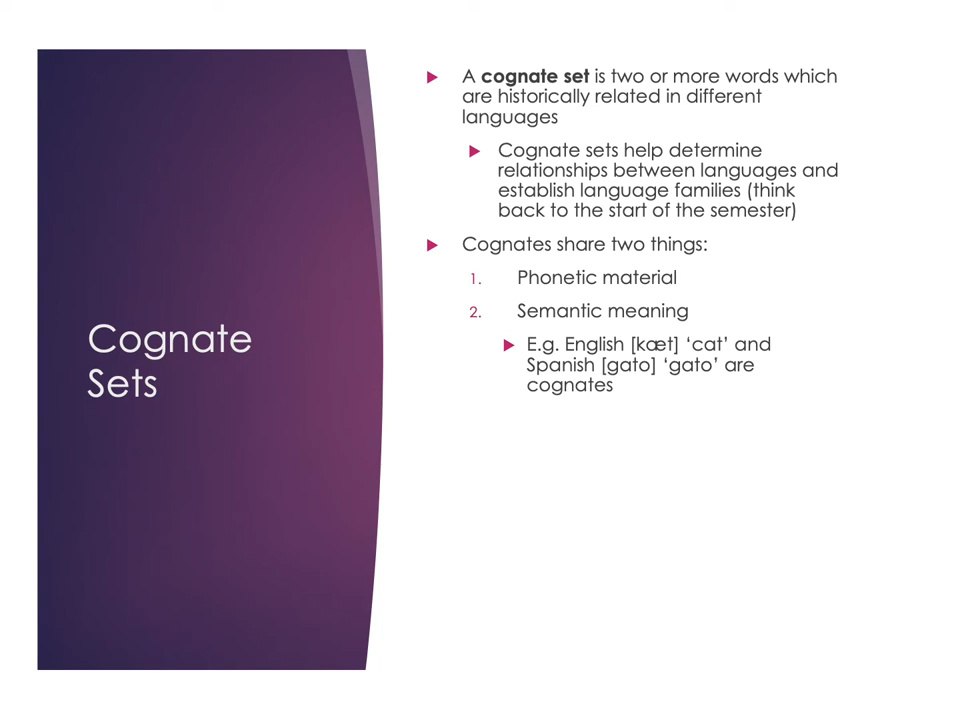 Cognate
Sets
A cognate set is two or more words which
are historically related in different
languages
Cognate sets help determine
relationships between languages and
establish language families (think
back to the start of the semester)
Cognates share two things:
1. Phonetic material
2. Semantic meaning
E.g. English [kæt] ‘cat’ and
Spanish [gato] ‘gato’ are
cognates